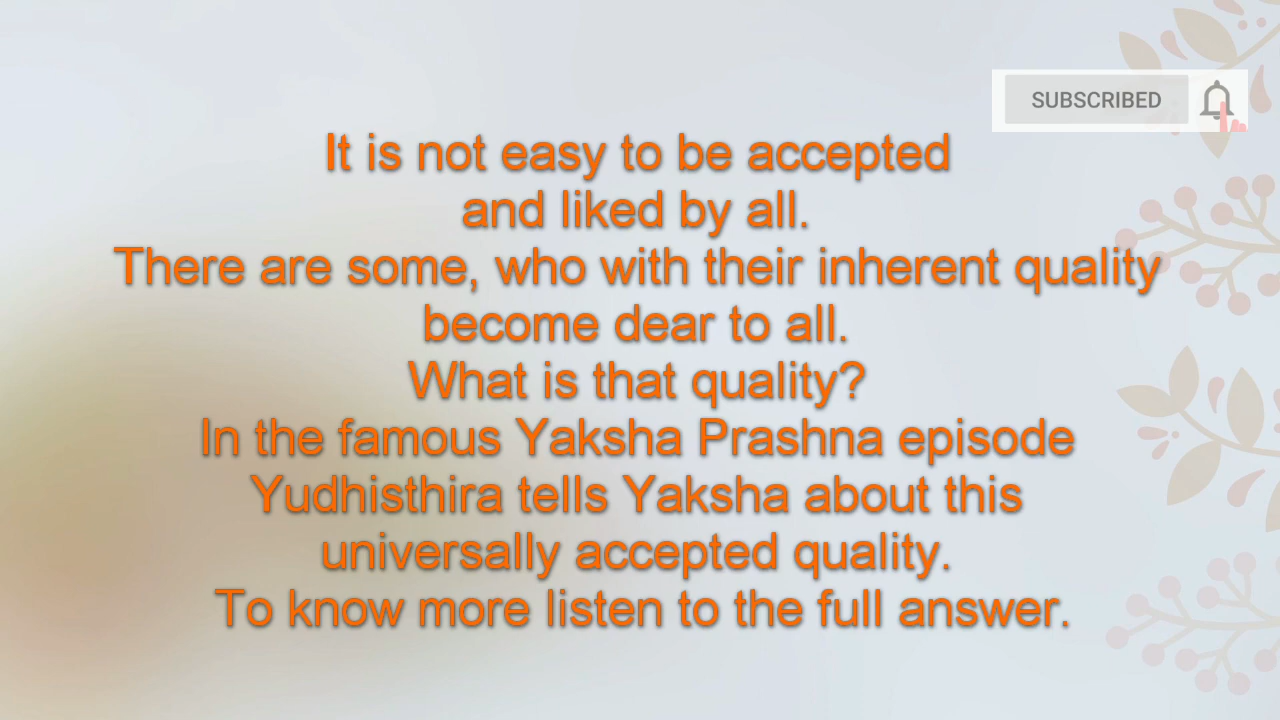 SUBSCRIBED
It is not easy to be accepted
and liked by all.
There are some, who with their inherent quality
become dear to all.
What is that quality?
In the famous Yaksha Prashna episode
Yudhisthira tells Yaksha about this
universally accepted quality.
To know more listen to the full answer.